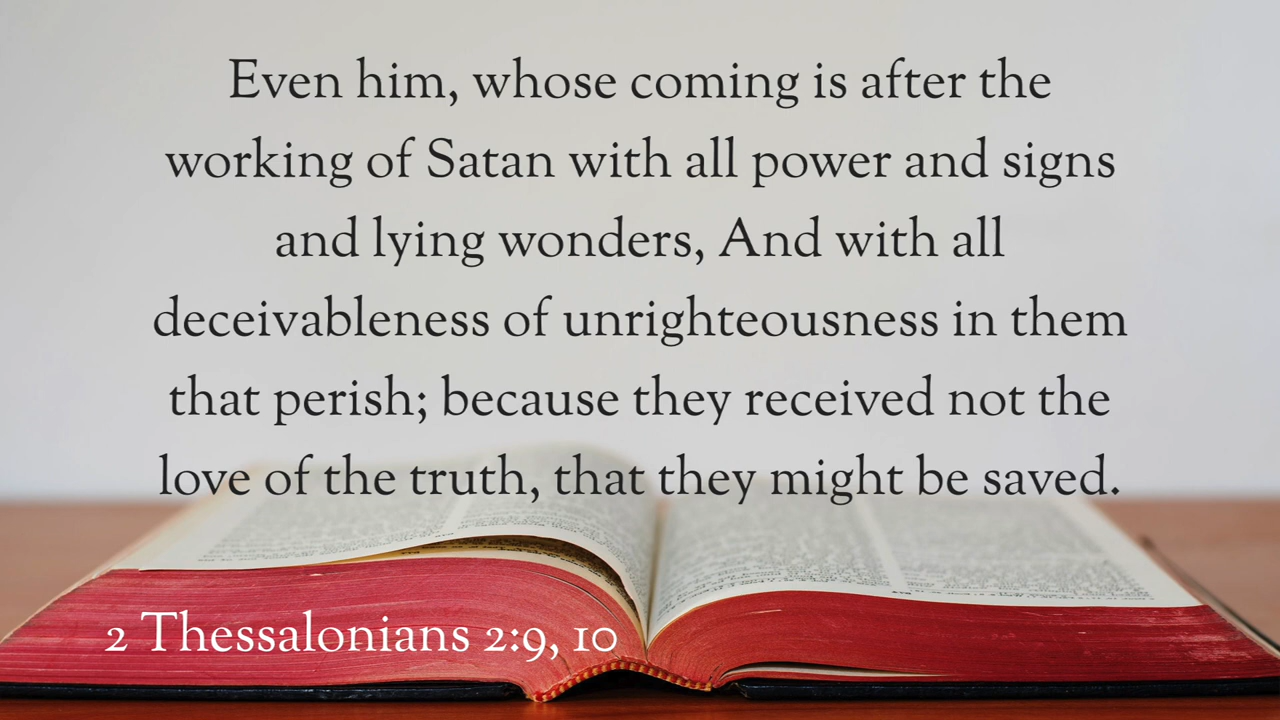 Even him, whose coming is after the
working of Satan with all power and signs
and lying wonders, And with all
deceivableness of unrighteousness in them
that perish; because they received not the
love of the truth, that they might be saved.
2 Thessalonians 2:9, 10